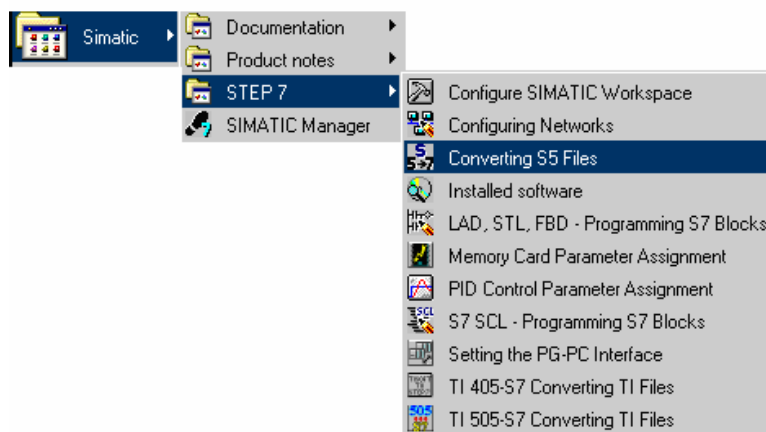 Simatic
Documentation
Product notes
STEP 7
SIMATIC Manager
Configure SIMATIC Workspace
Configuring Networks
Converting S5 Files
Installed software
LAD, STL, FBD - Programming S7 Blocks
Memory Card Parameter Assignment
PID Control Parameter Assignment
S7 SCL - Programming S7 Blocks
Setting the PG-PC Interface
TI 405-S7 Converting TI Files
TI 505-S7 Converting TI Files